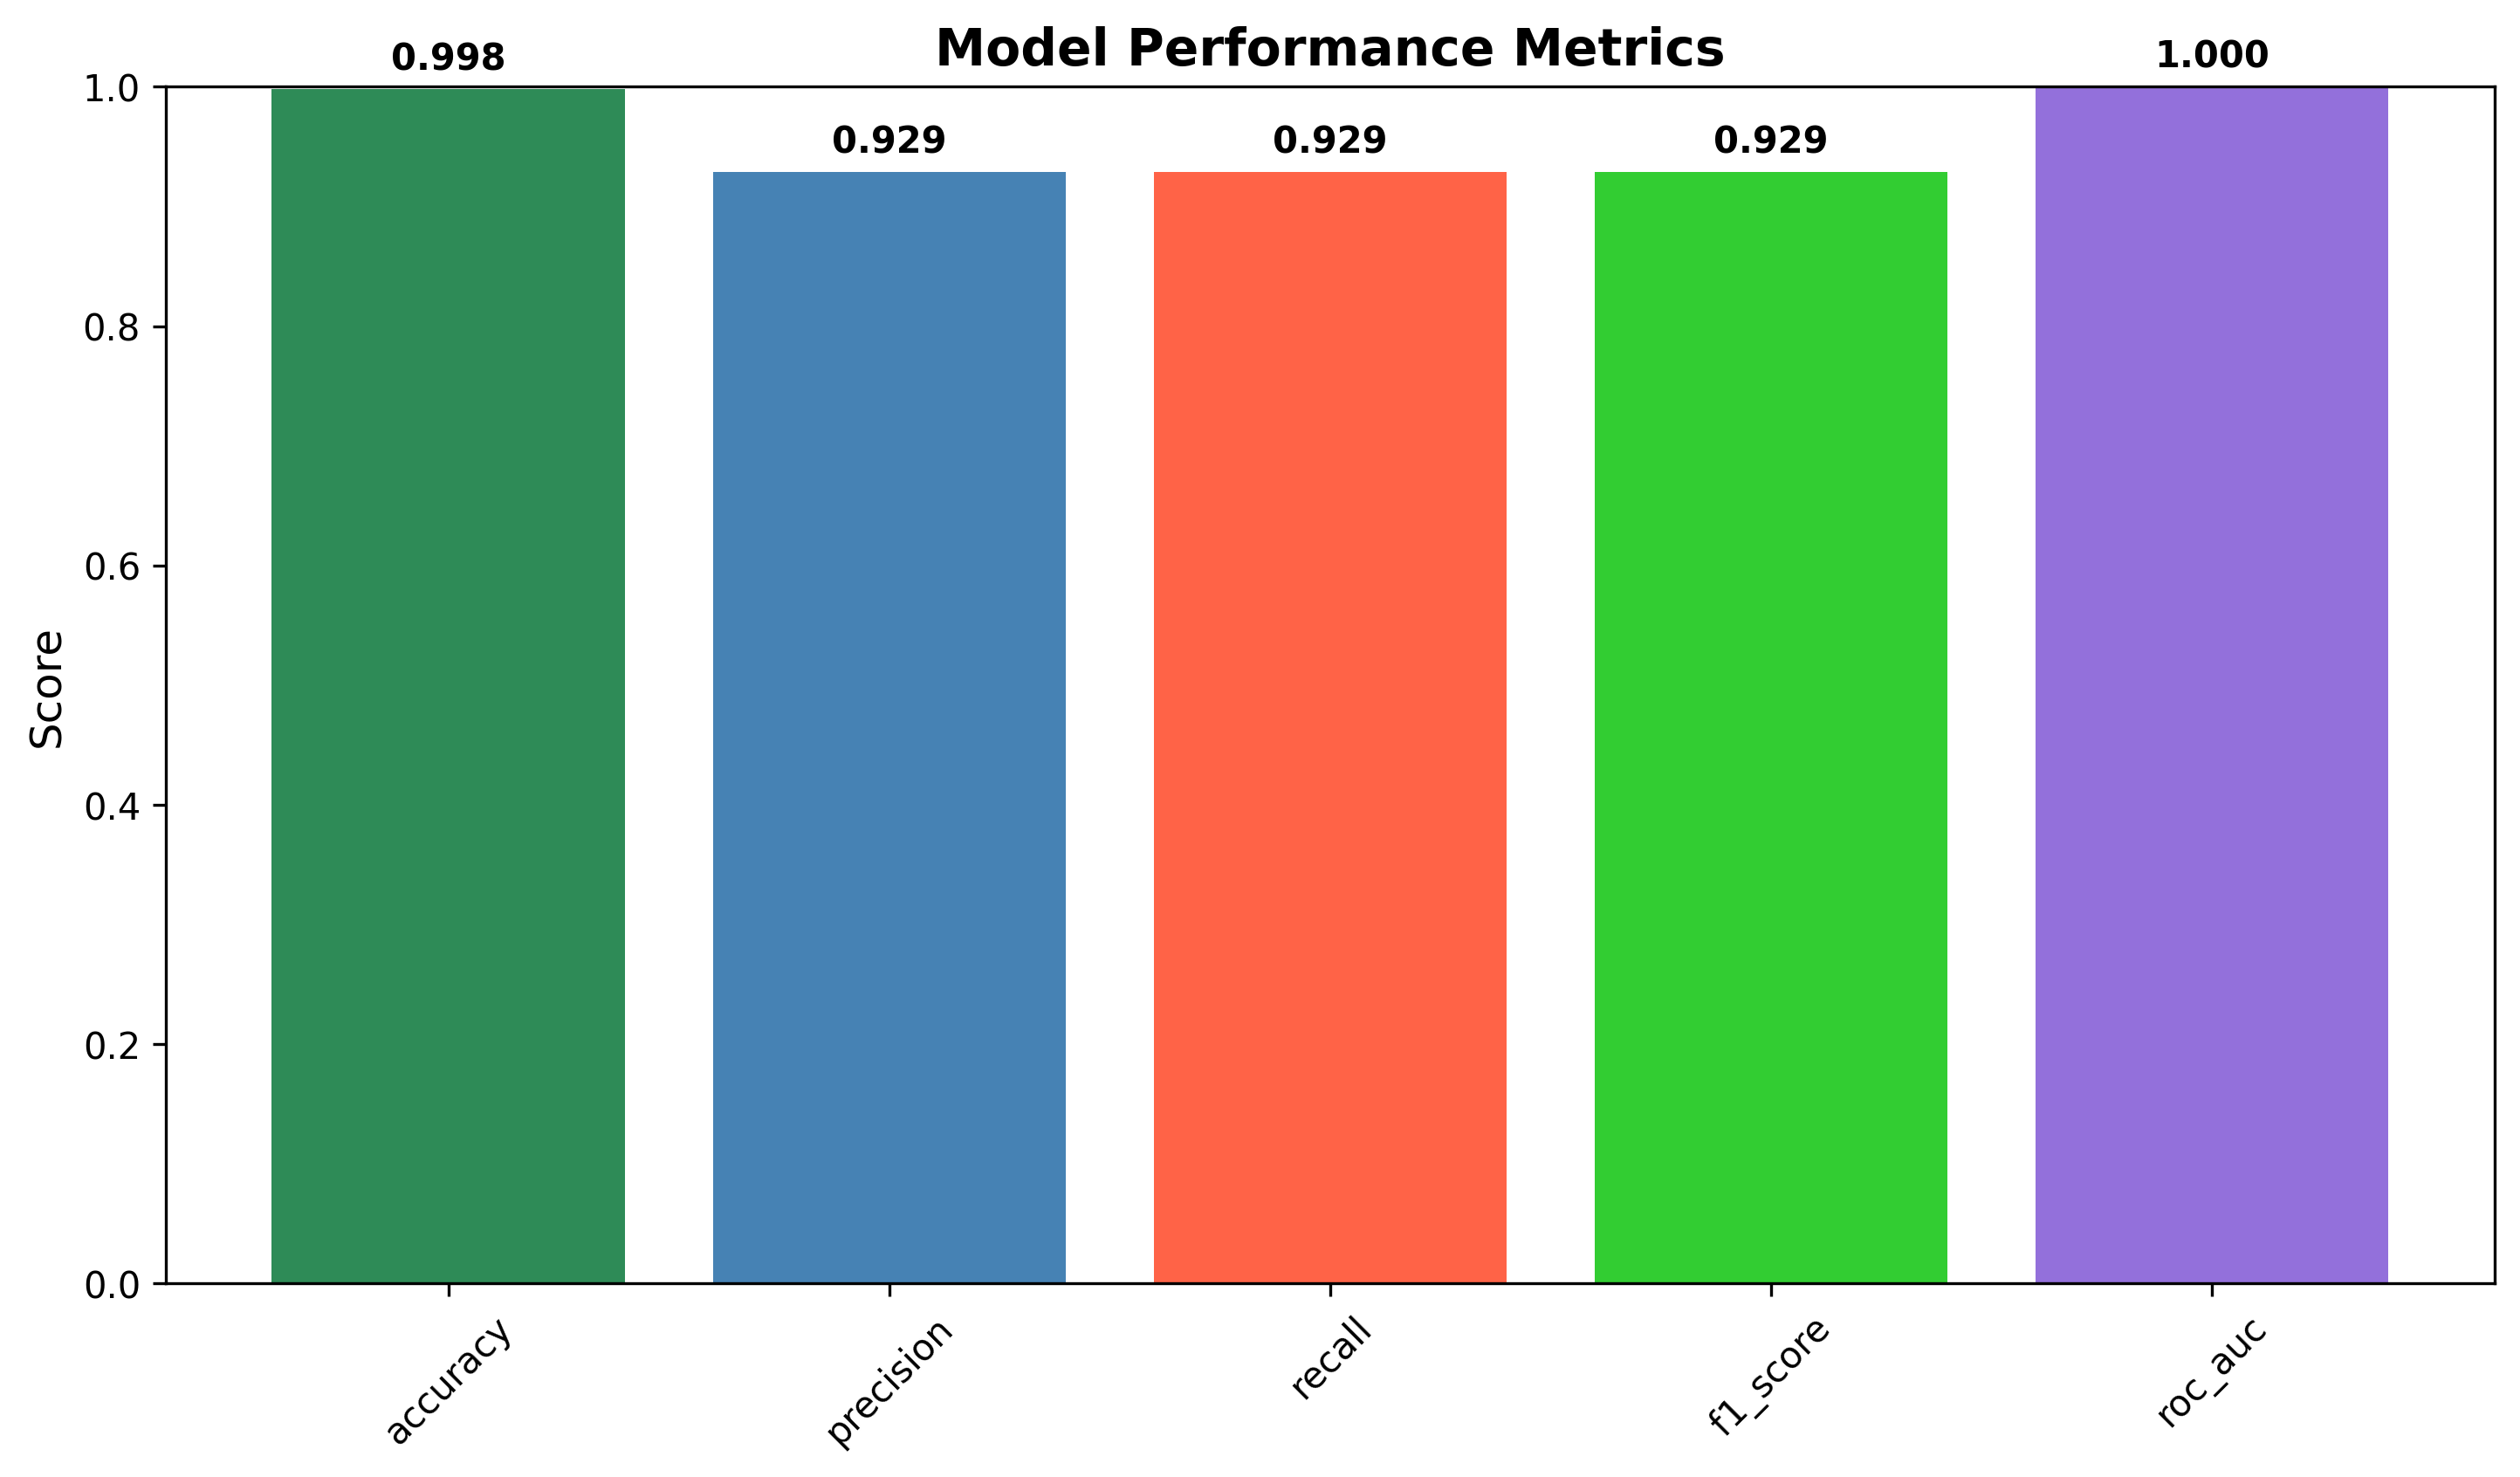 Model Performance Metrics
0.998
0.929
0.929
0.929
1.000
1.0
0.8
0.6
0.4
0.2
0.0
Score
accuracy
precision
recall
f1_score
roc_auc